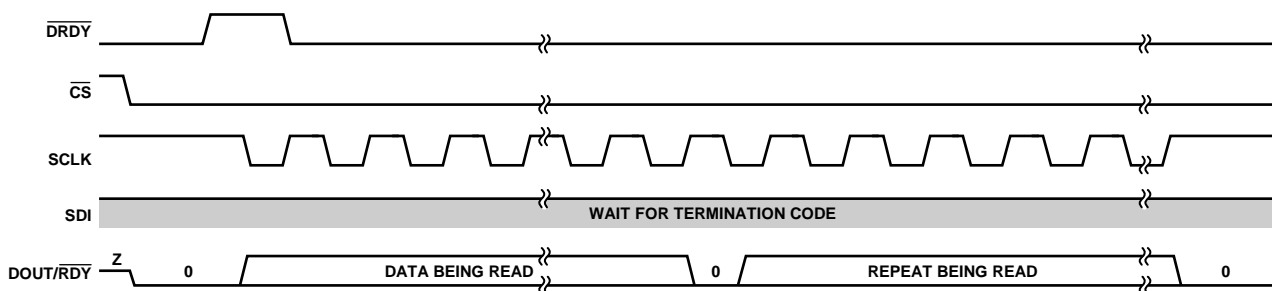 DRDY
CS
SCLK
SDI WAIT FOR TERMINATION CODE
DOUT/RDY Z 0 DATA BEING READ 0 REPEAT BEING READ 0